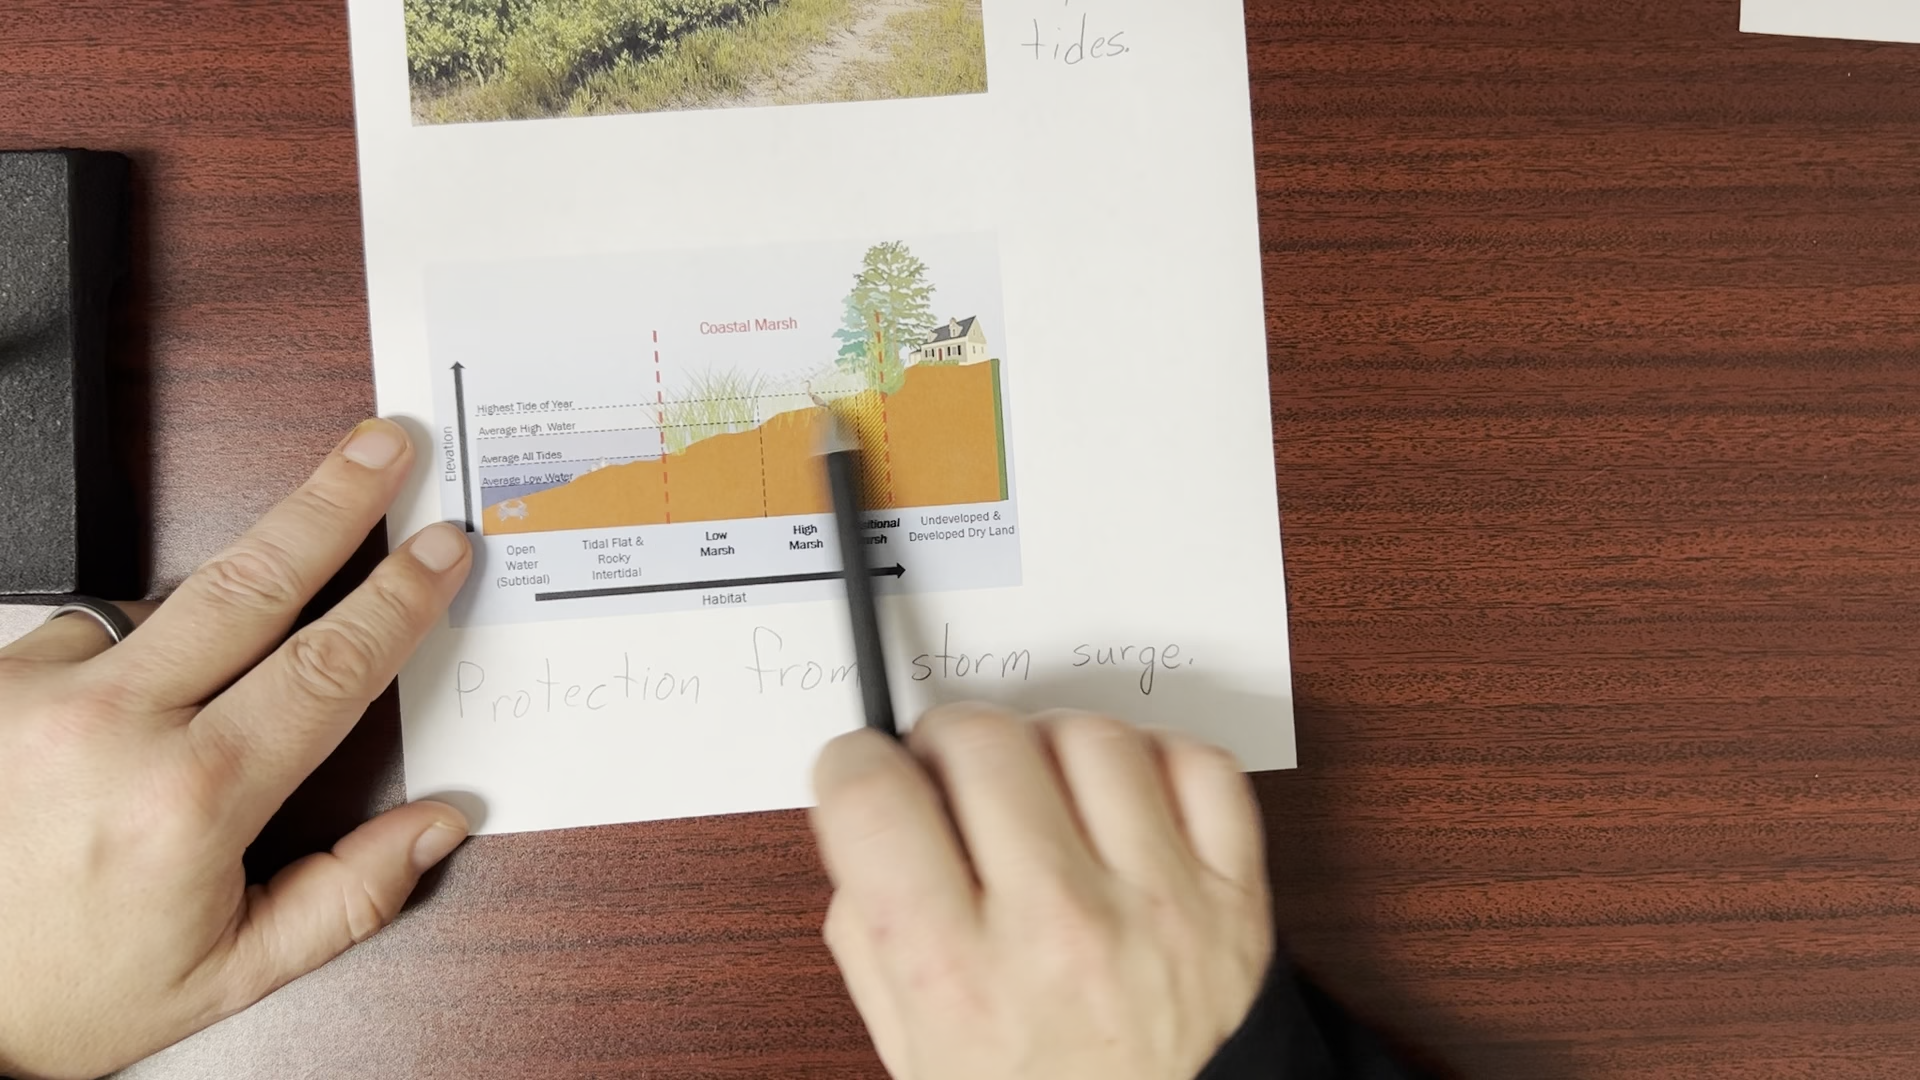 tides.
Coastal Marsh
Highest Tide of Year
Average High Water
Average All Tides
Average Low Water
Elevation
Open
Water
(Subtidal)
Tidal Flat &
Rocky
Intertidal
Low
Marsh
High
Marsh
Undeveloped &
Developed Dry Land
Habitat
Protection from storm surge.